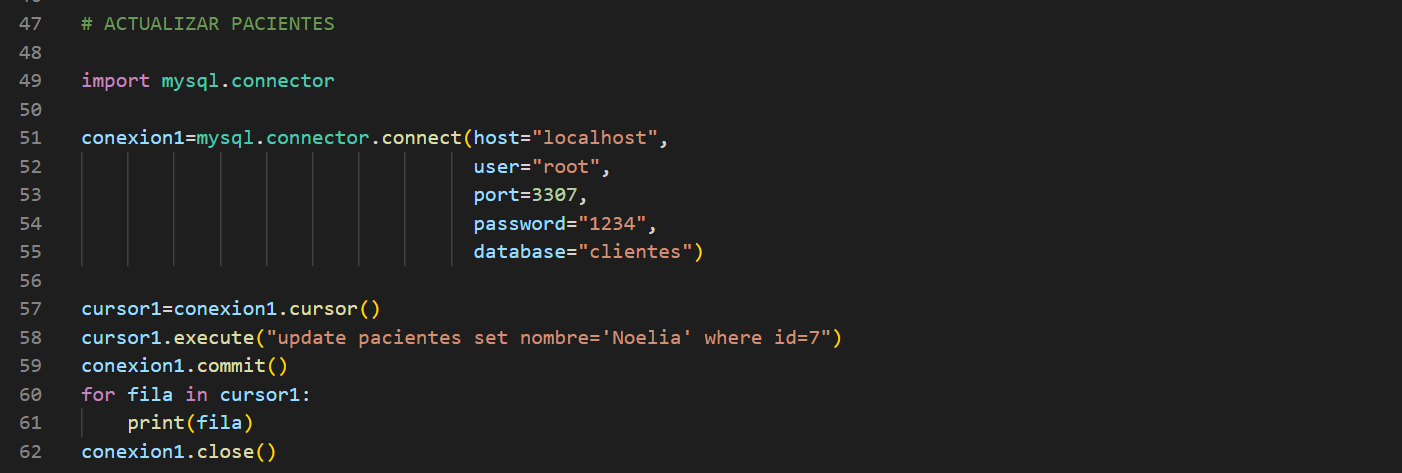 47 # ACTUALIZAR PACIENTES
48
49 import mysql.connector
50
51 conexion1=mysql.connector.connect(host="localhost",
52 user="root",
53 port=3307,
54 password="1234",
55 database="clientes")
56
57 cursor1=conexion1.cursor()
58 cursor1.execute("update pacientes set nombre='Noelia' where id=7")
59 conexion1.commit()
60 for fila in cursor1:
61     print(fila)
62 conexion1.close()